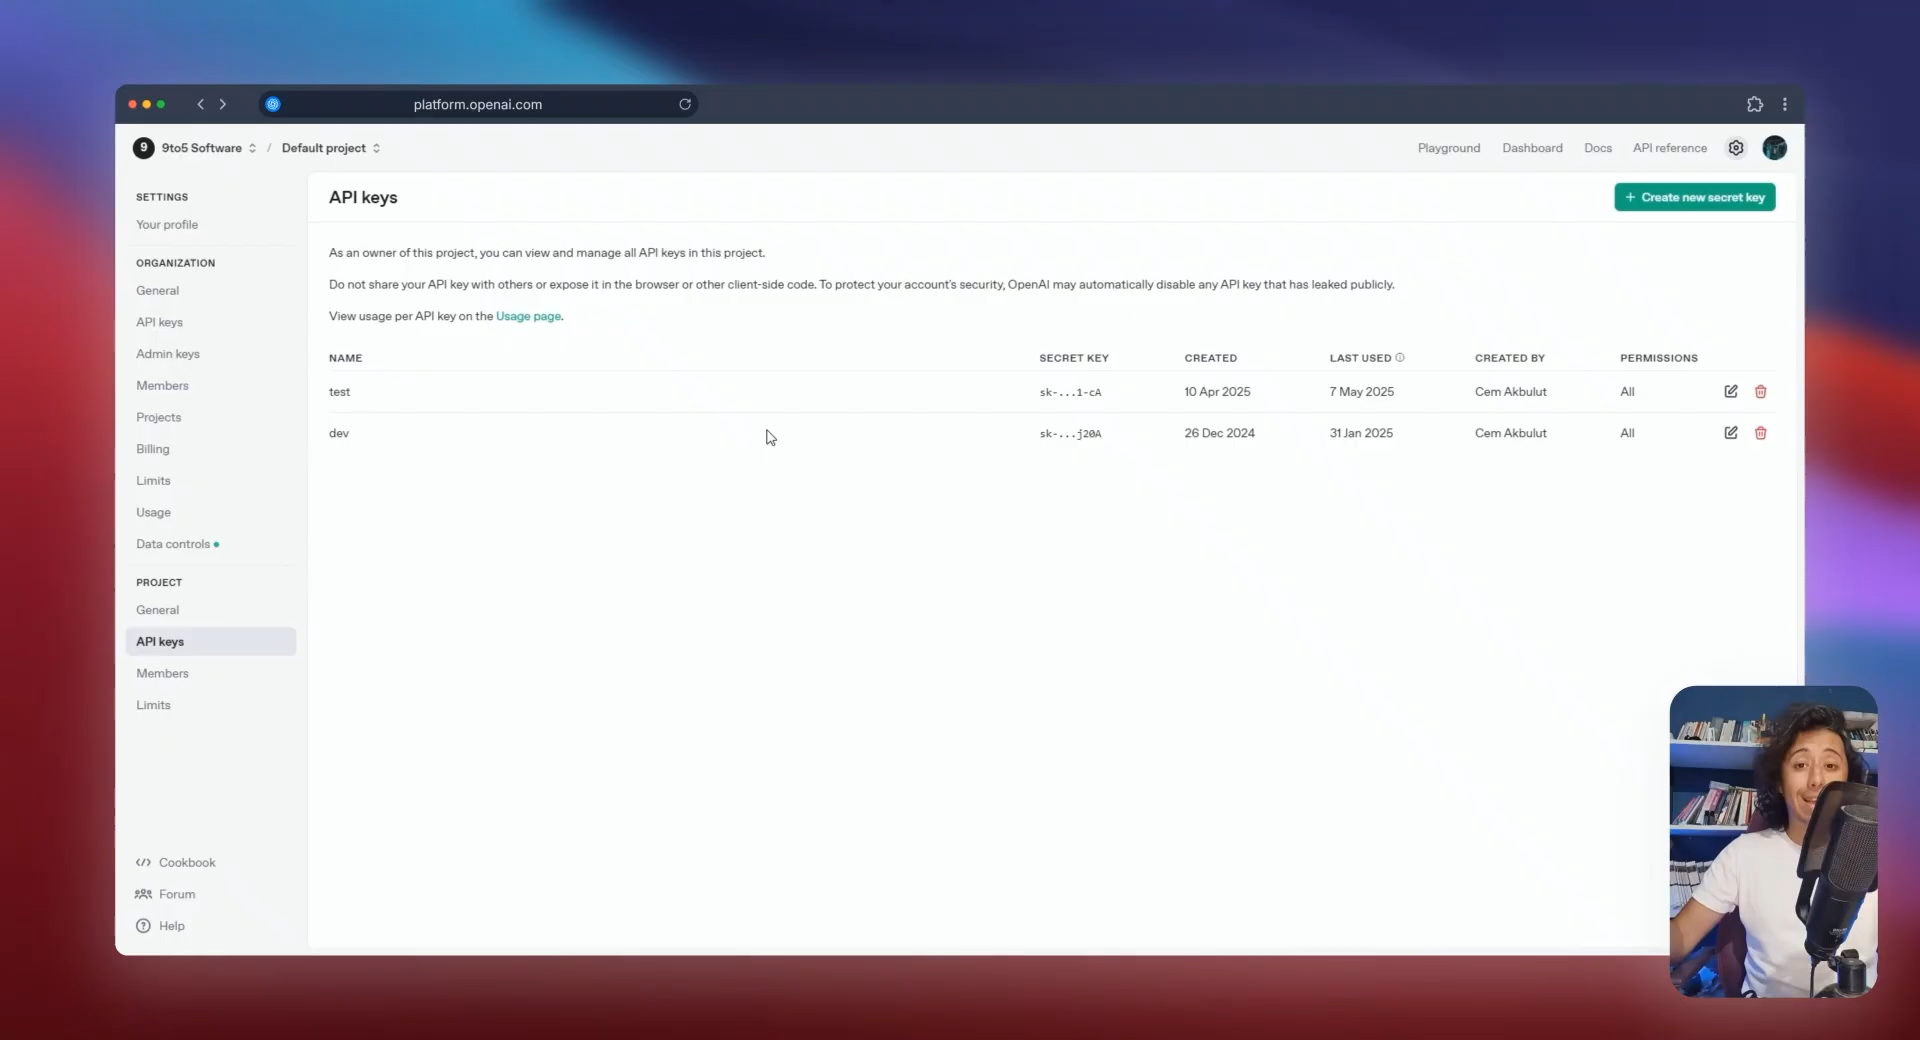 platform.openai.com
9 9to5 Software / Default project
Playground Dashboard Docs API reference
SETTINGS
Your profile
ORGANIZATION
General
API keys
Admin keys
Members
Projects
Billing
Limits
Usage
Data controls
PROJECT
General
API keys
Members
Limits
Cookbook
Forum
Help
API keys
+ Create new secret key
As an owner of this project, you can view and manage all API keys in this project.
Do not share your API key with others or expose it in the browser or other client-side code. To protect your account's security, OpenAI may automatically disable any API key that has leaked publicly.
View usage per API key on the Usage page.
NAME SECRET KEY CREATED LAST USED CREATED BY PERMISSIONS
test sk-...1-cA 10 Apr 2025 7 May 2025 Cem Akbulut All
dev sk-...j20A 26 Dec 2024 31 Jan 2025 Cem Akbulut All